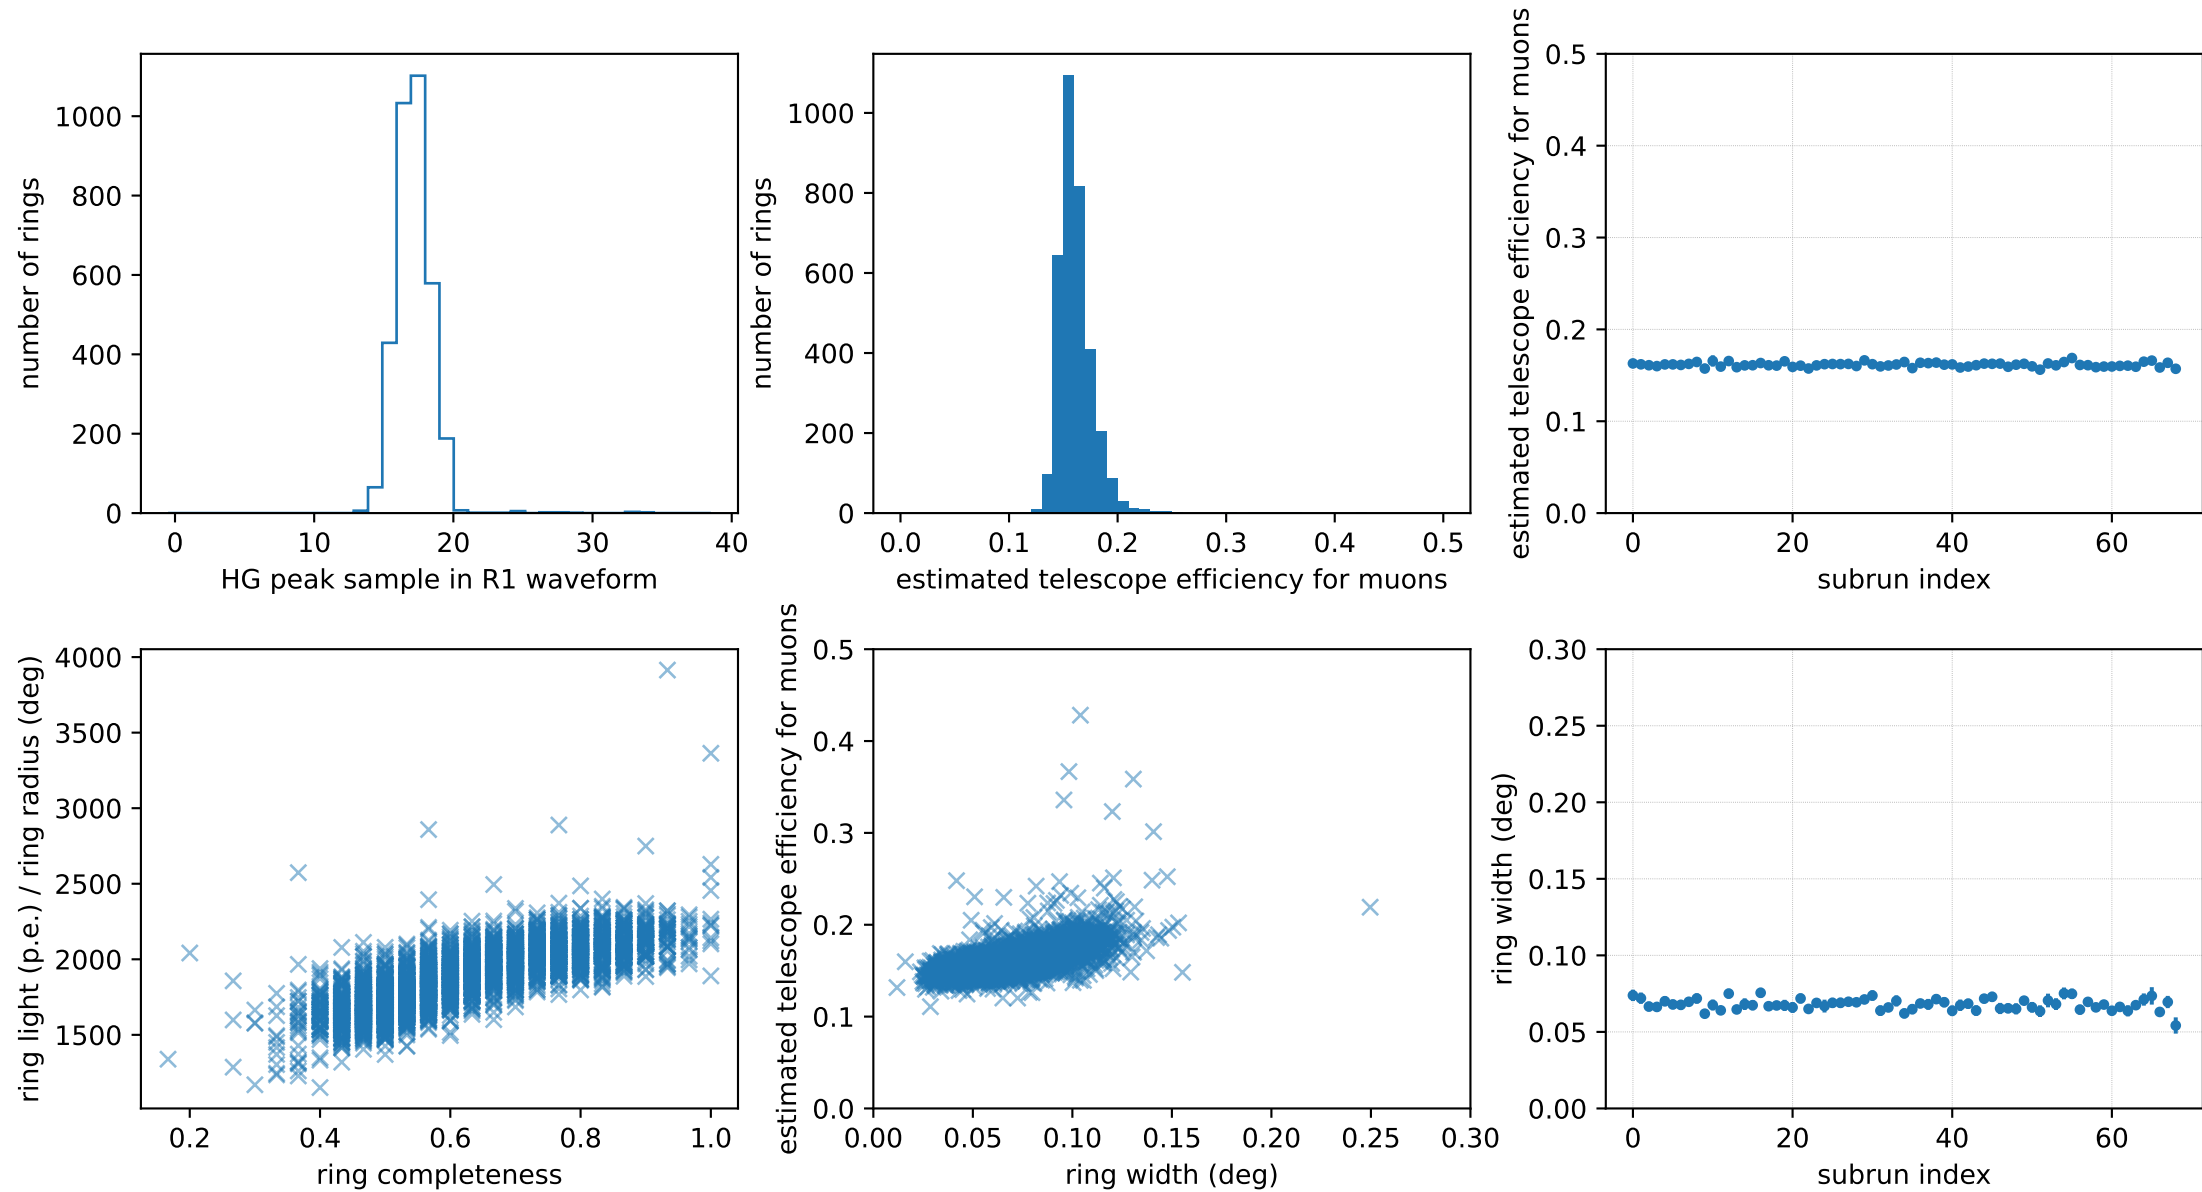 number of rings
1000
800
600
400
200
0
0 10 20 30 40
HG peak sample in R1 waveform
number of rings
1000
800
600
400
200
0
0.0 0.1 0.2 0.3 0.4 0.5
estimated telescope efficiency for muons
estimated telescope efficiency for muons
0.5
0.4
0.3
0.2
0.1
0.0
0 20 40 60
subrun index
ring light (p.e.) / ring radius (deg)
4000
3500
3000
2500
2000
1500
0.2 0.4 0.6 0.8 1.0
ring completeness
estimated telescope efficiency for muons
0.5
0.4
0.3
0.2
0.1
0.0
0.00 0.05 0.10 0.15 0.20 0.25 0.30
ring width (deg)
ring width (deg)
0.30
0.25
0.20
0.15
0.10
0.05
0.00
0 20 40 60
subrun index